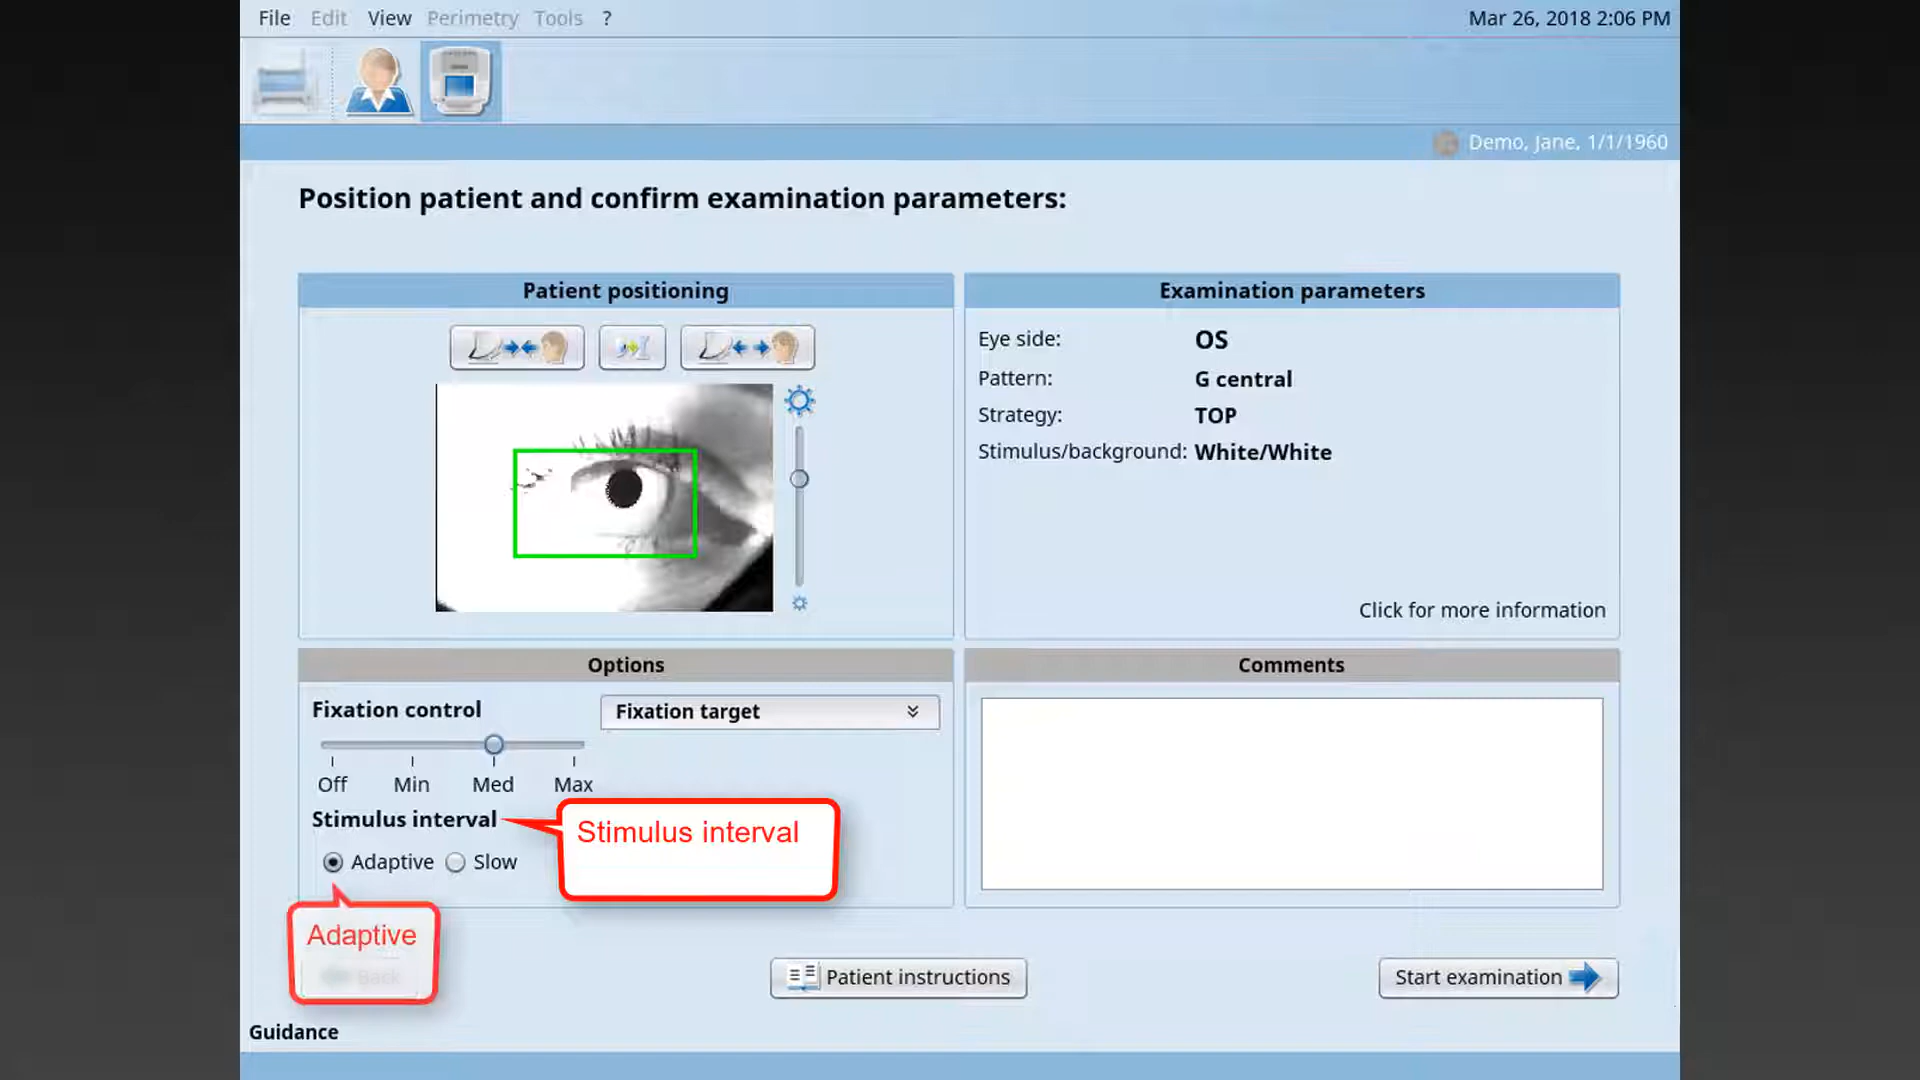 File Edit View Perimetry Tools ? Mar 26, 2018 2:06 PM
Demo, Jane, 1/1/1960
Position patient and confirm examination parameters:
Patient positioning
Examination parameters
Eye side: OS
Pattern: G central
Strategy: TOP
Stimulus/background: White/White
Click for more information
Options
Fixation control
Fixation target
Off Min Med Max
Stimulus interval
Adaptive Slow
Stimulus interval
Adaptive
Back
Comments
Patient instructions
Start examination
Guidance